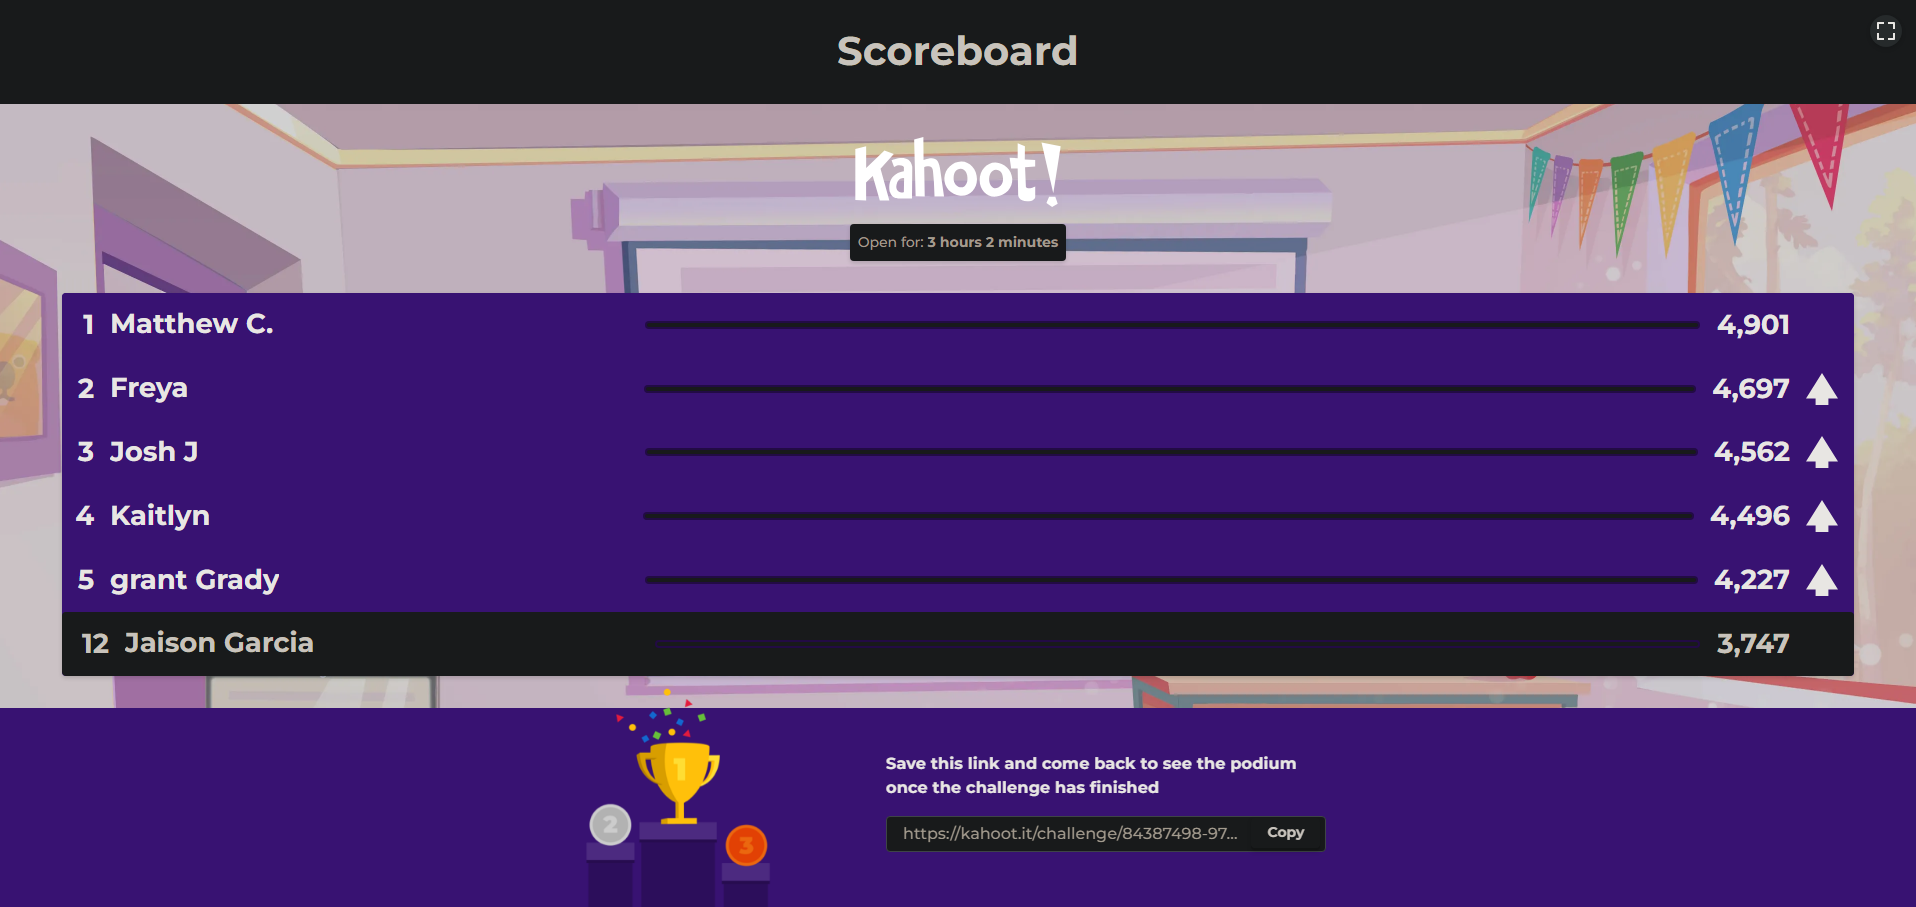 Scoreboard
Kahoot!
Open for: 3 hours 2 minutes
1 Matthew C. 4,901
2 Freya 4,697
3 Josh J 4,562
4 Kaitlyn 4,496
5 grant Grady 4,227
12 Jaison Garcia 3,747
1
2
3
Save this link and come back to see the podium
once the challenge has finished
https://kahoot.it/challenge/84387498-97... Copy